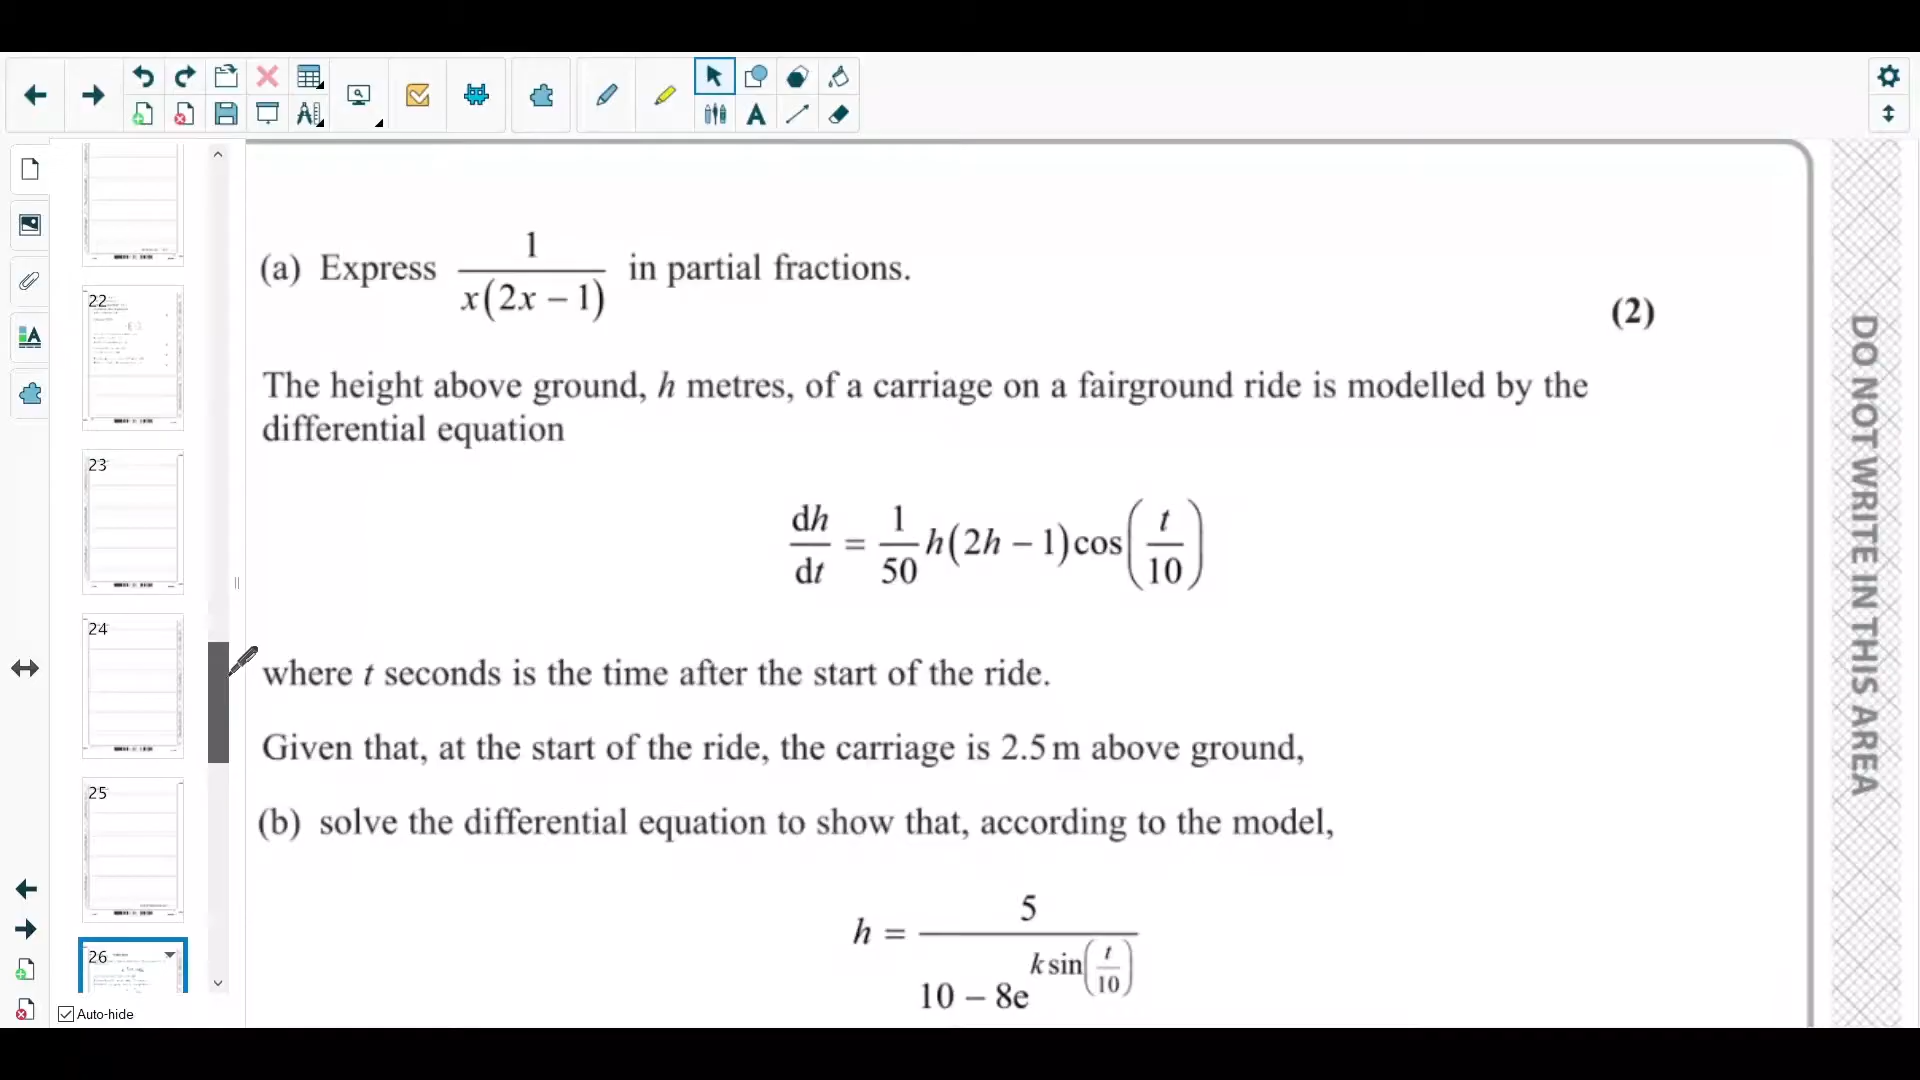 22
23
24
25
26
Auto-hide
(a) Express 1/(x(2x − 1)) in partial fractions.
(2)
The height above ground, h metres, of a carriage on a fairground ride is modelled by the
differential equation
dh/dt = 1/50 h(2h − 1)cos(t/10)
where t seconds is the time after the start of the ride.
Given that, at the start of the ride, the carriage is 2.5 m above ground,
(b) solve the differential equation to show that, according to the model,
h = 5/(10 − 8e^(k sin(t/10)))
DO NOT WRITE IN THIS AREA